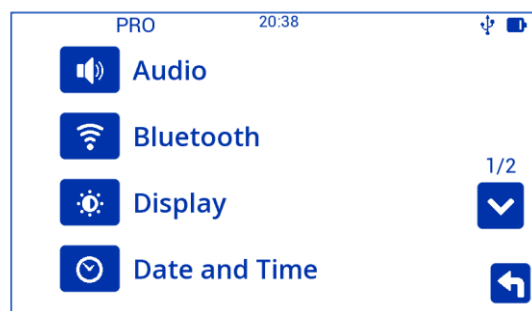 PRO 20:38
Audio
Bluetooth
1/2
Display
Date and Time